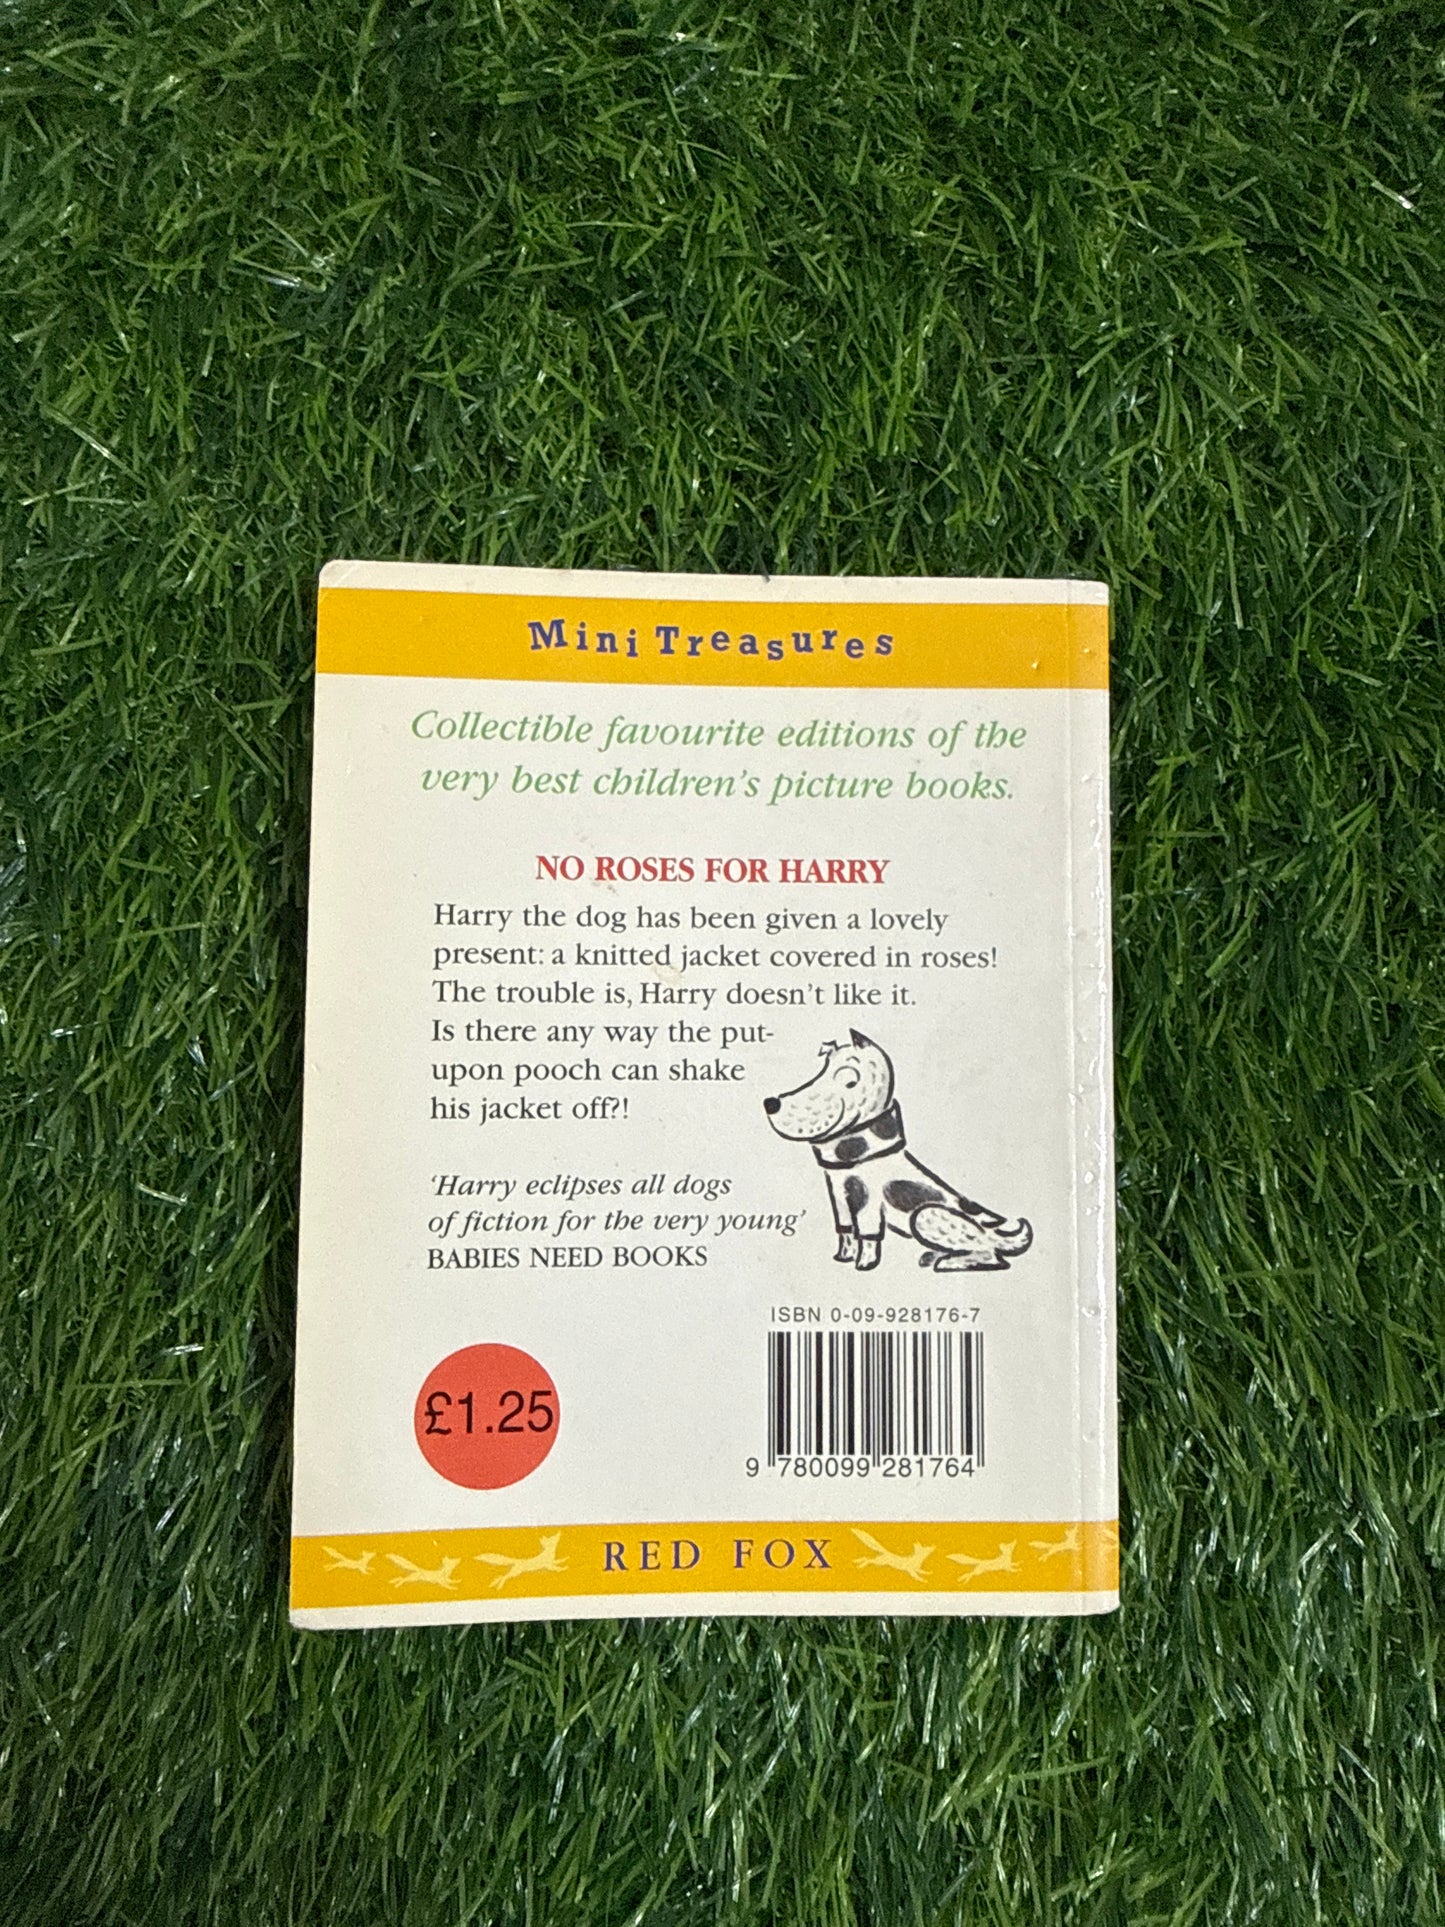 Mini Treasures
Collectible favourite editions of the
very best children's picture books.
NO ROSES FOR HARRY
Harry the dog has been given a lovely
present: a knitted jacket covered in roses!
The trouble is, Harry doesn't like it.
Is there any way the put-
upon pooch can shake
his jacket off?!
'Harry eclipses all dogs
of fiction for the very young'
BABIES NEED BOOKS
ISBN 0-09-928176-7
£1.25
9 780099 281764
RED FOX